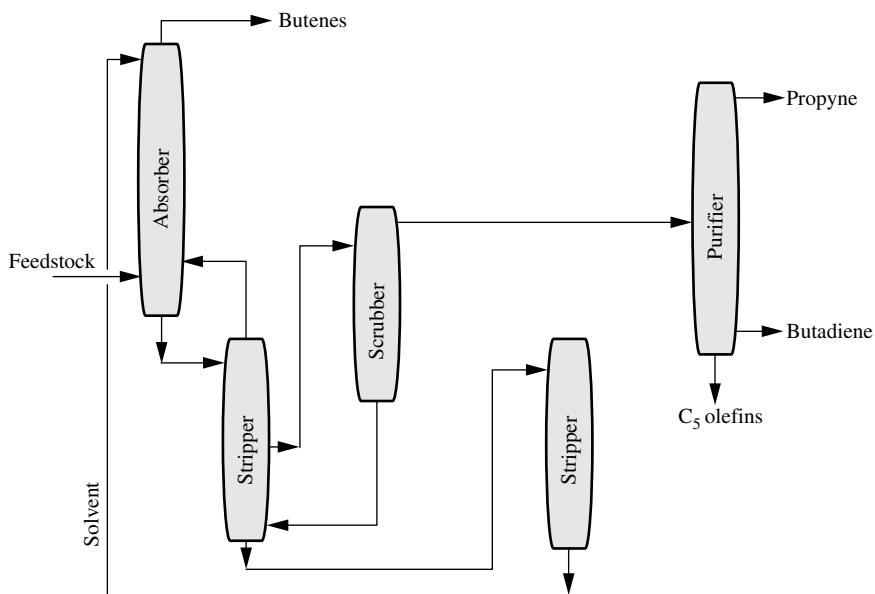 Butenes
Propyne
Absorber
Purifier
Feedstock
Scrubber
Butadiene
C5 olefins
Stripper
Stripper
Solvent